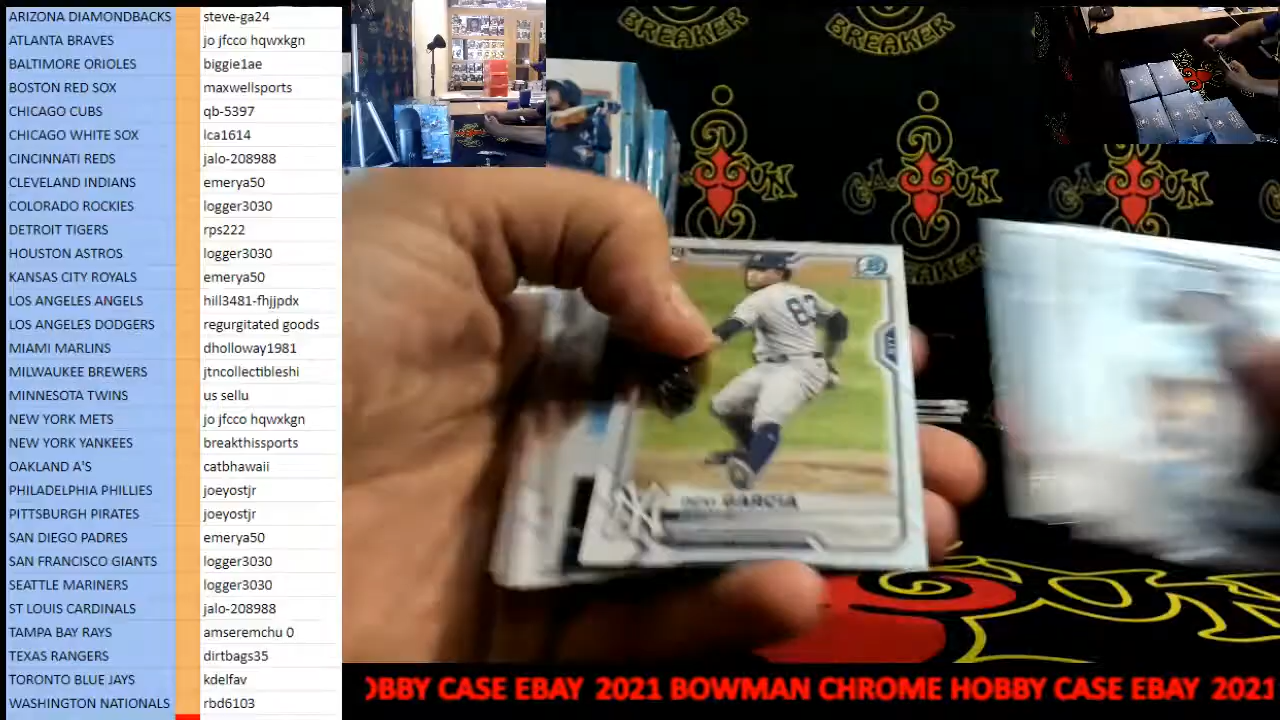 ARIZONA DIAMONDBACKS steve-ga24
ATLANTA BRAVES jo jfcco hqwxkgn
BALTIMORE ORIOLES biggie1ae
BOSTON RED SOX maxwellsports
CHICAGO CUBS qb-5397
CHICAGO WHITE SOX lca1614
CINCINNATI REDS jalo-208988
CLEVELAND INDIANS emerya50
COLORADO ROCKIES logger3030
DETROIT TIGERS rps222
HOUSTON ASTROS logger3030
KANSAS CITY ROYALS emerya50
LOS ANGELES ANGELS hill3481-fhjjpdx
LOS ANGELES DODGERS regurgitated goods
MIAMI MARLINS dholloway1981
MILWAUKEE BREWERS jtncollectibleshi
MINNESOTA TWINS us sellu
NEW YORK METS jo jfcco hqwxkgn
NEW YORK YANKEES breakthissports
OAKLAND A'S catbhawaii
PHILADELPHIA PHILLIES joeyostjr
PITTSBURGH PIRATES joeyostjr
SAN DIEGO PADRES emerya50
SAN FRANCISCO GIANTS logger3030
SEATTLE MARINERS logger3030
ST LOUIS CARDINALS jalo-208988
TAMPA BAY RAYS amseremchu 0
TEXAS RANGERS dirtbags35
TORONTO BLUE JAYS kdelfav
WASHINGTON NATIONALS rbd6103
BREAKER BREAKER
BREAKER
83
GARCIA
OBBY CASE EBAY 2021 BOWMAN CHROME HOBBY CASE EBAY 2021